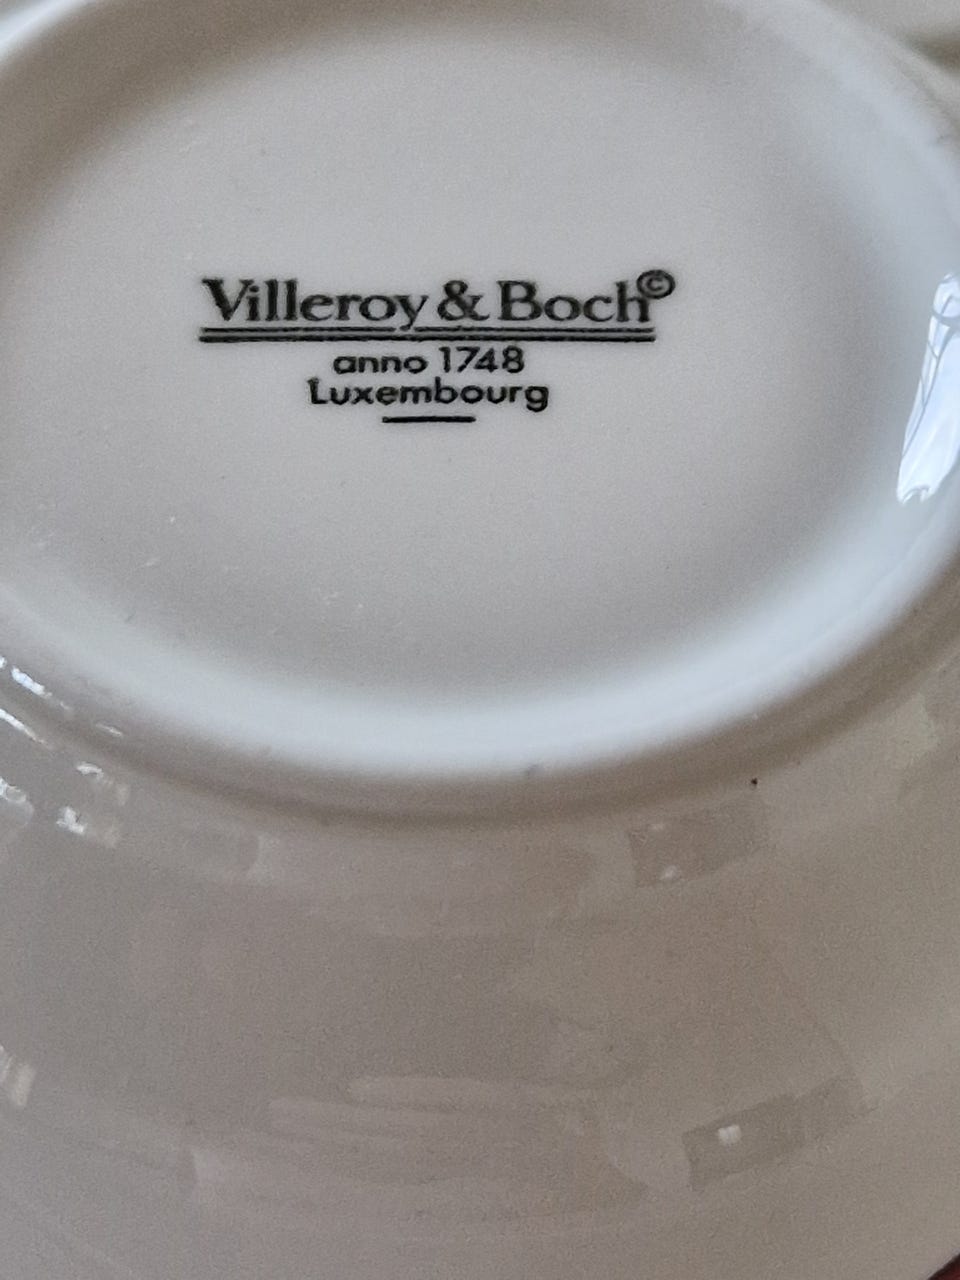 Villeroy & Boch©
anno 1748
Luxembourg